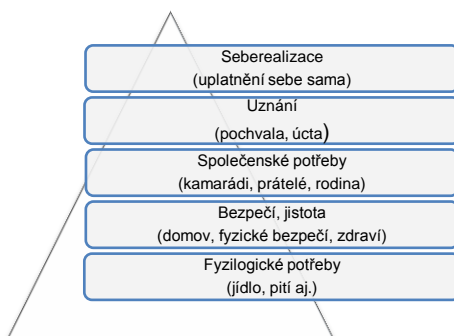 Seberealizace
(uplatnění sebe sama)
Uznání
(pochvala, úcta)
Společenské potřeby
(kamarádi, prátelé, rodina)
Bezpečí, jistota
(domov, fyzické bezpečí, zdraví)
Fyzilogické potřeby
(jídlo, pití aj.)